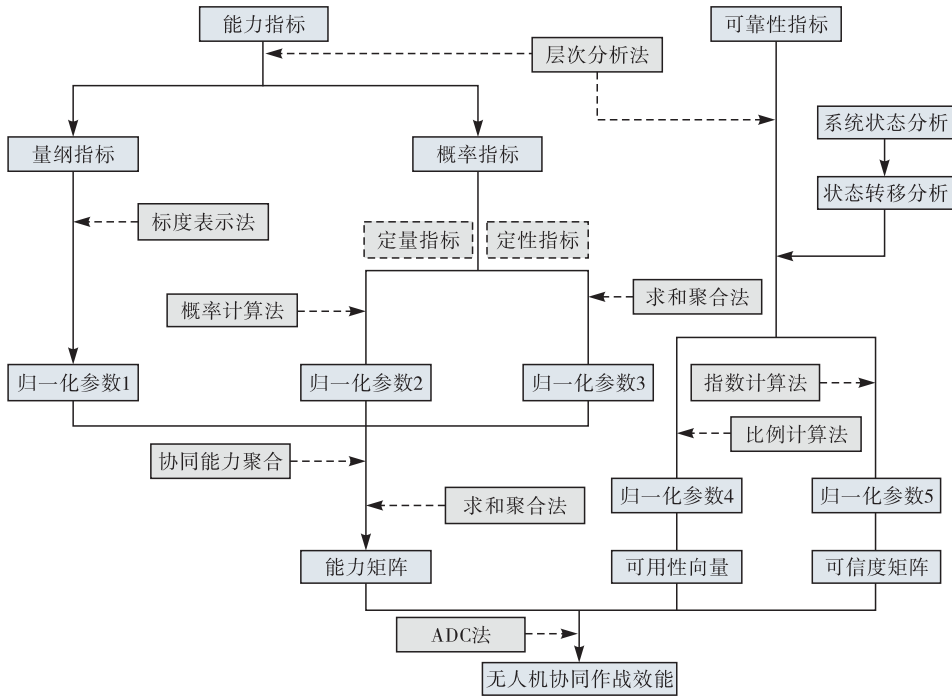 能力指标
可靠性指标
层次分析法
系统状态分析
量纲指标
概率指标
状态转移分析
标度表示法
定量指标
定性指标
概率计算法
求和聚合法
归一化参数1
归一化参数2
归一化参数3
指数计算法
比例计算法
协同能力聚合
求和聚合法
归一化参数4
归一化参数5
能力矩阵
可用性向量
可信度矩阵
ADC法
无人机协同作战效能